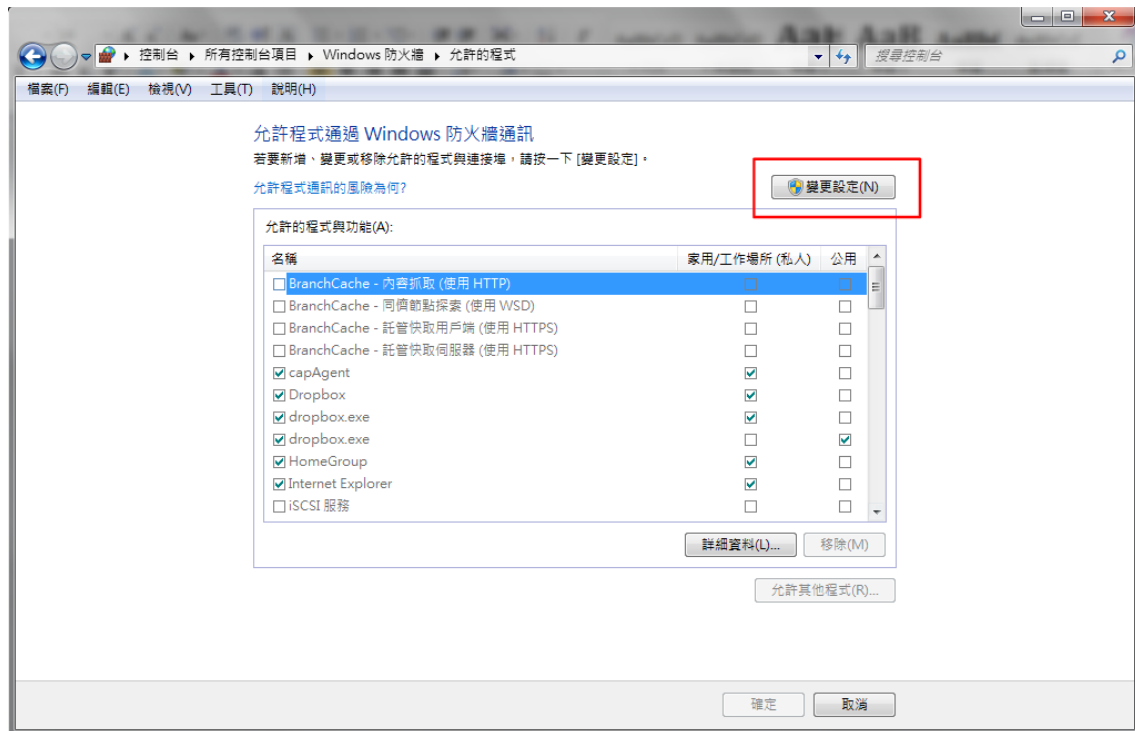 控制台 ▸ 所有控制台項目 ▸ Windows 防火牆 ▸ 允許的程式
搜尋控制台
檔案(F) 編輯(E) 檢視(V) 工具(T) 說明(H)
允許程式通過 Windows 防火牆通訊
若要新增、變更或移除允許的程式與連接埠，請按一下 [變更設定]。
允許程式通訊的風險為何?
變更設定(N)
允許的程式與功能(A):
名稱 家用/工作場所 (私人) 公用
BranchCache - 內容抓取 (使用 HTTP)
BranchCache - 同儕節點探索 (使用 WSD)
BranchCache - 託管快取用戶端 (使用 HTTPS)
BranchCache - 託管快取伺服器 (使用 HTTPS)
capAgent
Dropbox
dropbox.exe
dropbox.exe
HomeGroup
Internet Explorer
iSCSI 服務
詳細資料(L)... 移除(M)
允許其他程式(R)...
確定 取消